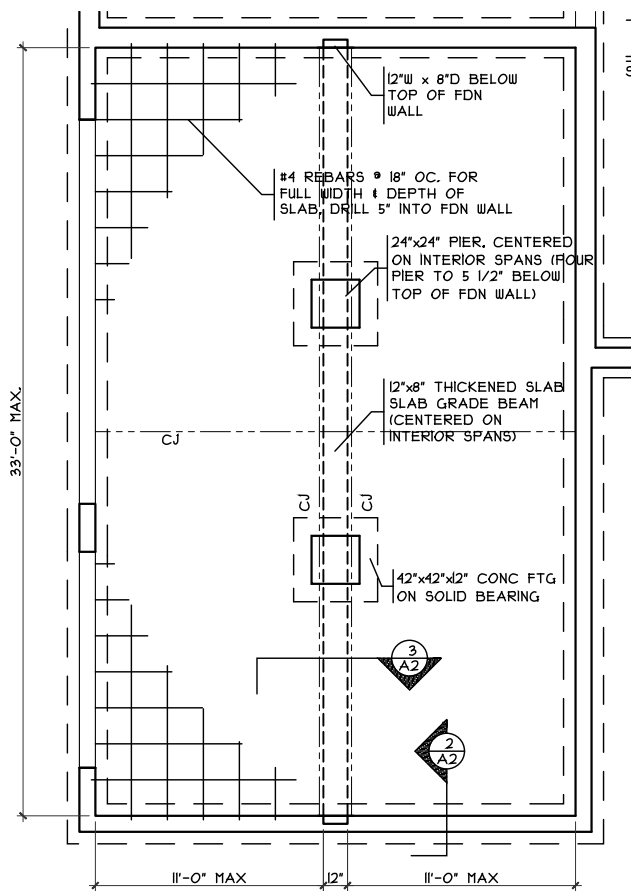 S
12"W x 8"D BELOW
TOP OF FDN
WALL
#4 REBARS @ 18" OC. FOR
FULL WIDTH & DEPTH OF
SLAB, DRILL 5" INTO FDN WALL
24"x24" PIER, CENTERED
ON INTERIOR SPANS (POUR
PIER TO 5 1/2" BELOW
TOP OF FDN WALL)
12"x8" THICKENED SLAB
SLAB GRADE BEAM
(CENTERED ON
INTERIOR SPANS)
CJ
33'-0" MAX.
CJ
CJ
42"x42"x12" CONC FTG
ON SOLID BEARING
3
A2
2
A2
11'-0" MAX
12"
11'-0" MAX